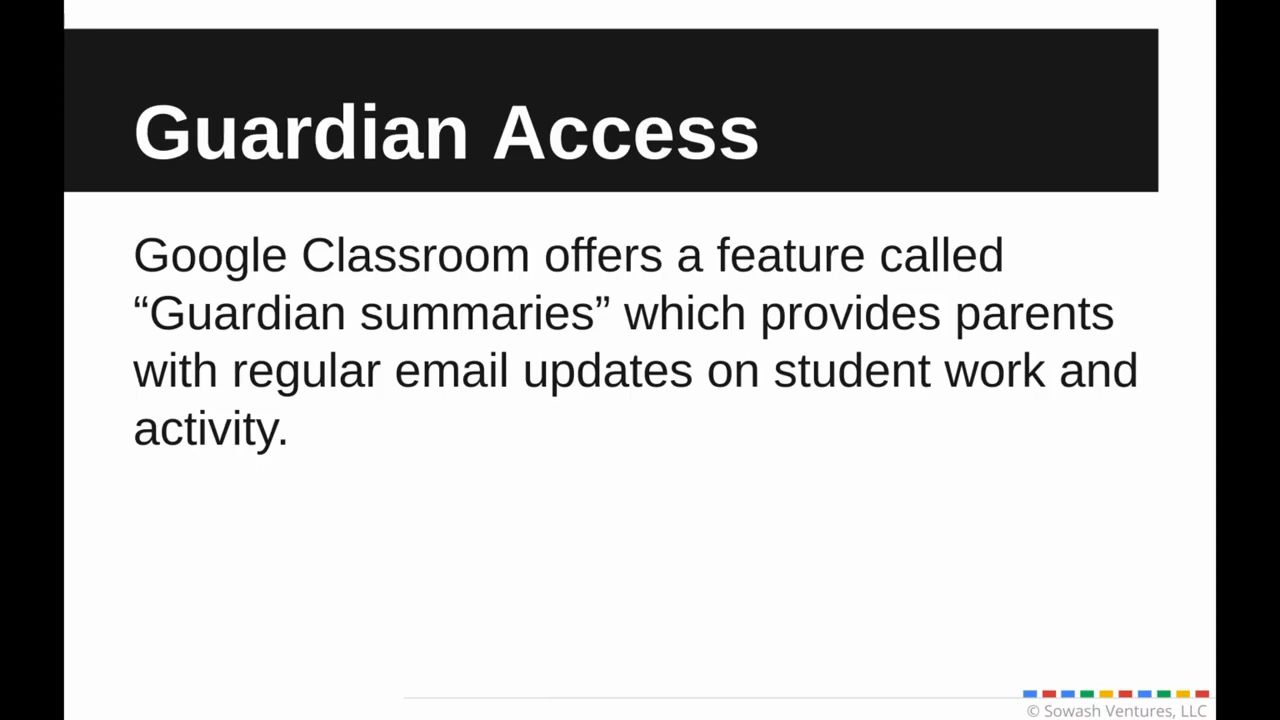 Guardian Access
Google Classroom offers a feature called
“Guardian summaries” which provides parents
with regular email updates on student work and
activity.
© Sowash Ventures, LLC